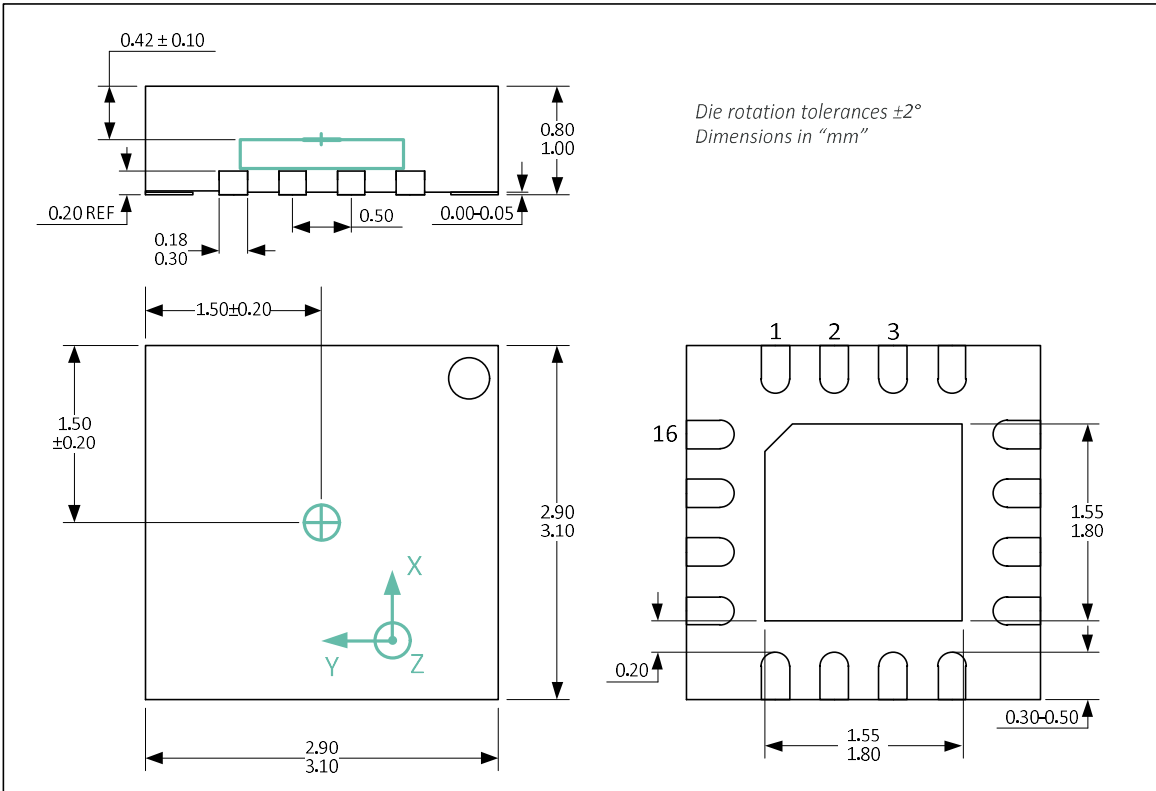 0.42 ± 0.10
Die rotation tolerances ±2°
Dimensions in “mm”
0.80
1.00
0.20 REF
0.50
0.00-0.05
0.18
0.30
1.50±0.20
1 2 3
1.50
±0.20
16
2.90
3.10
1.55
1.80
X
Y
Z
0.20
0.30-0.50
2.90
3.10
1.55
1.80